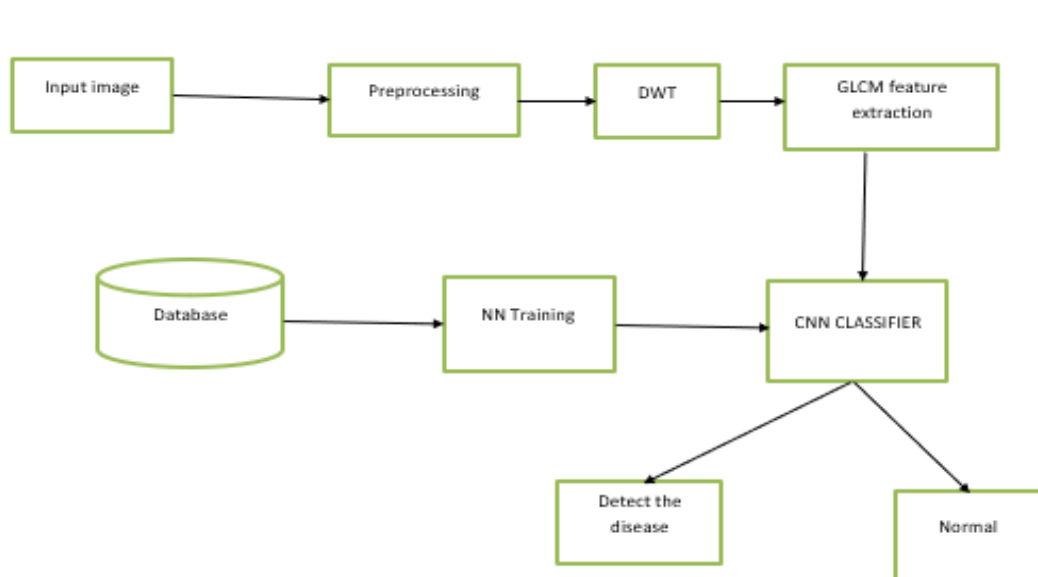 Input image
Preprocessing
DWT
GLCM feature
extraction
Database
NN Training
CNN CLASSIFIER
Detect the
disease
Normal